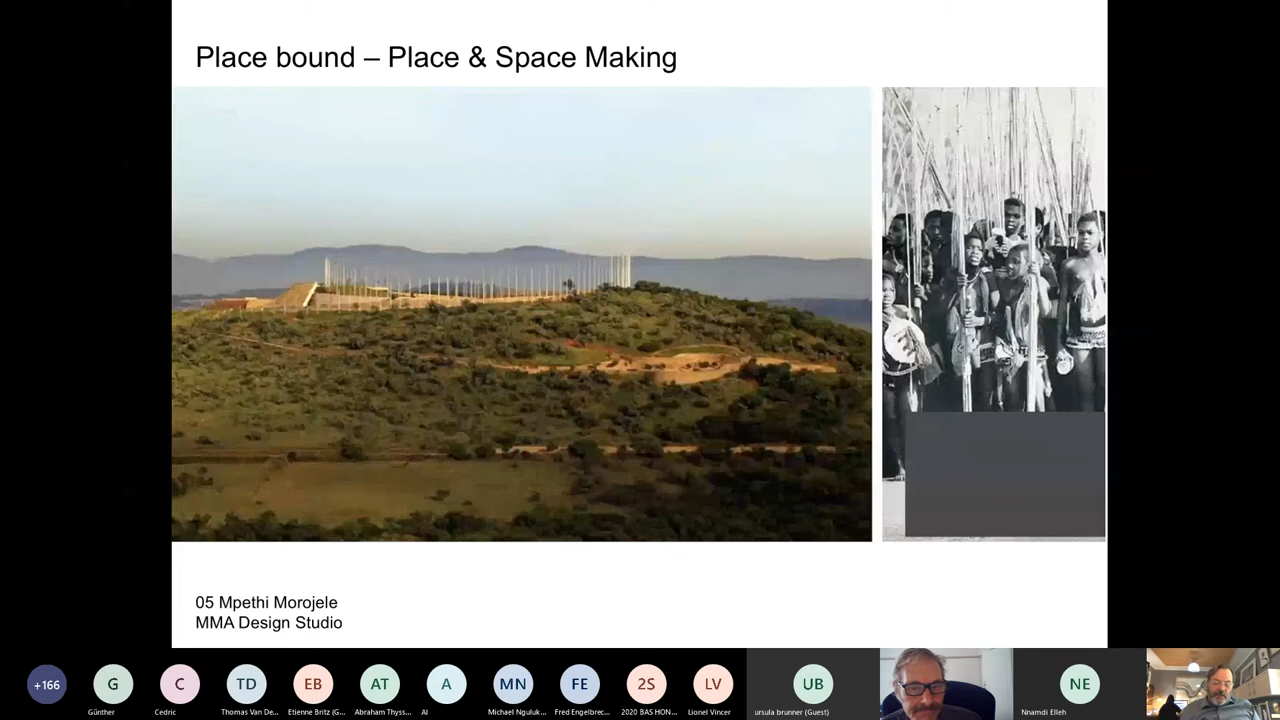 Place bound – Place & Space Making
05 Mpethi Morojele
MMA Design Studio
+166
G
C
TD
EB
AT
A
MN
FE
2S
LV
UB
NE
Günther
Cedric
Thomas Van De...
Etienne Britz (G...
Abraham Thyss...
Al
Michael Nguluk...
Fred Engelbrec...
2020 BAS HON...
Lionel Vincer
ursula brunner (Guest)
Nnamdi Elleh